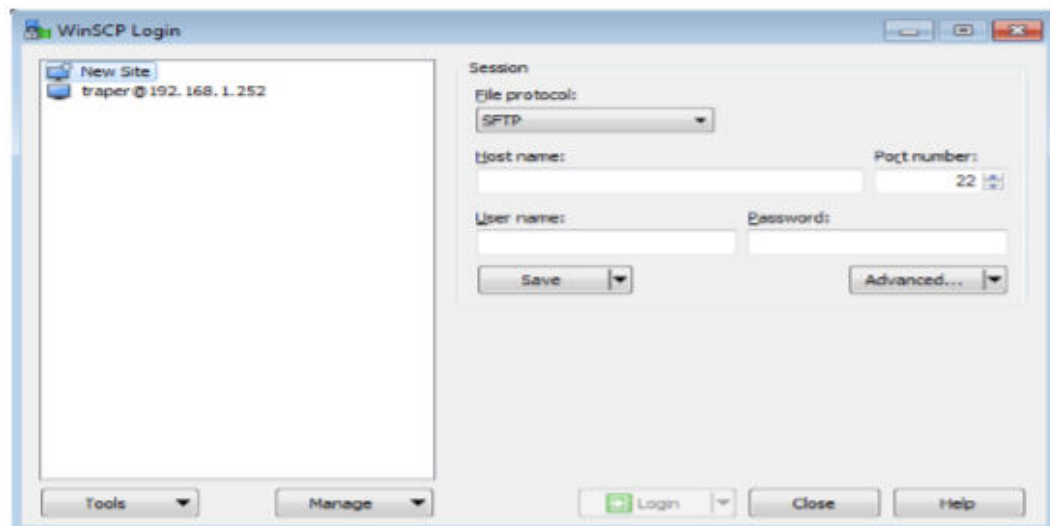 WinSCP Login
New Site
traper@192.168.1.252
Session
File protocol:
SFTP
Host name:
Port number:
22
User name:
Password:
Save
Advanced...
Tools
Manage
Login
Close
Help